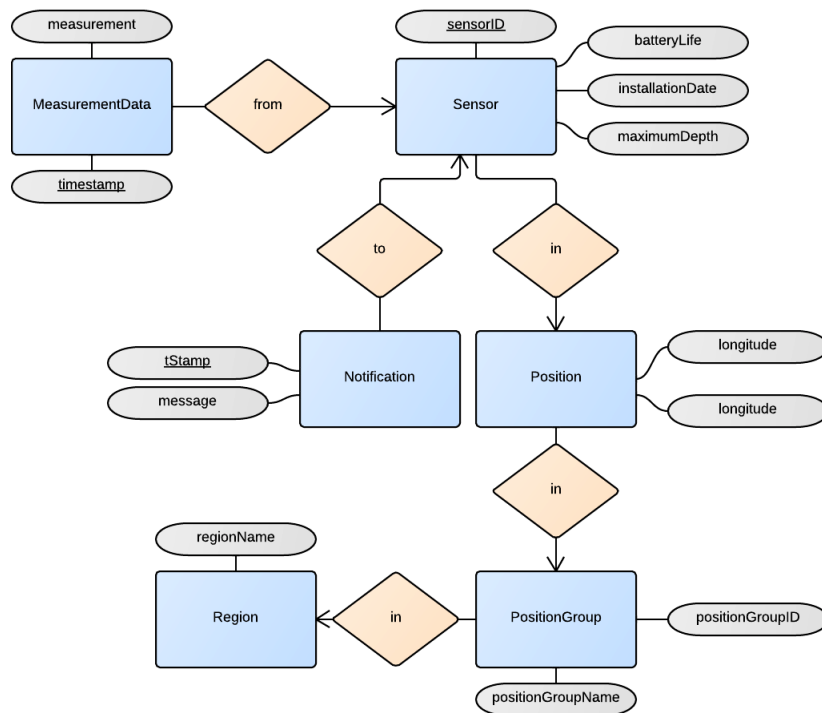 measurement
sensorID
batteryLife
MeasurementData
from
Sensor
installationDate
maximumDepth
timestamp
to
in
tStamp
message
Notification
Position
longitude
longitude
in
regionName
Region
in
PositionGroup
positionGroupID
positionGroupName